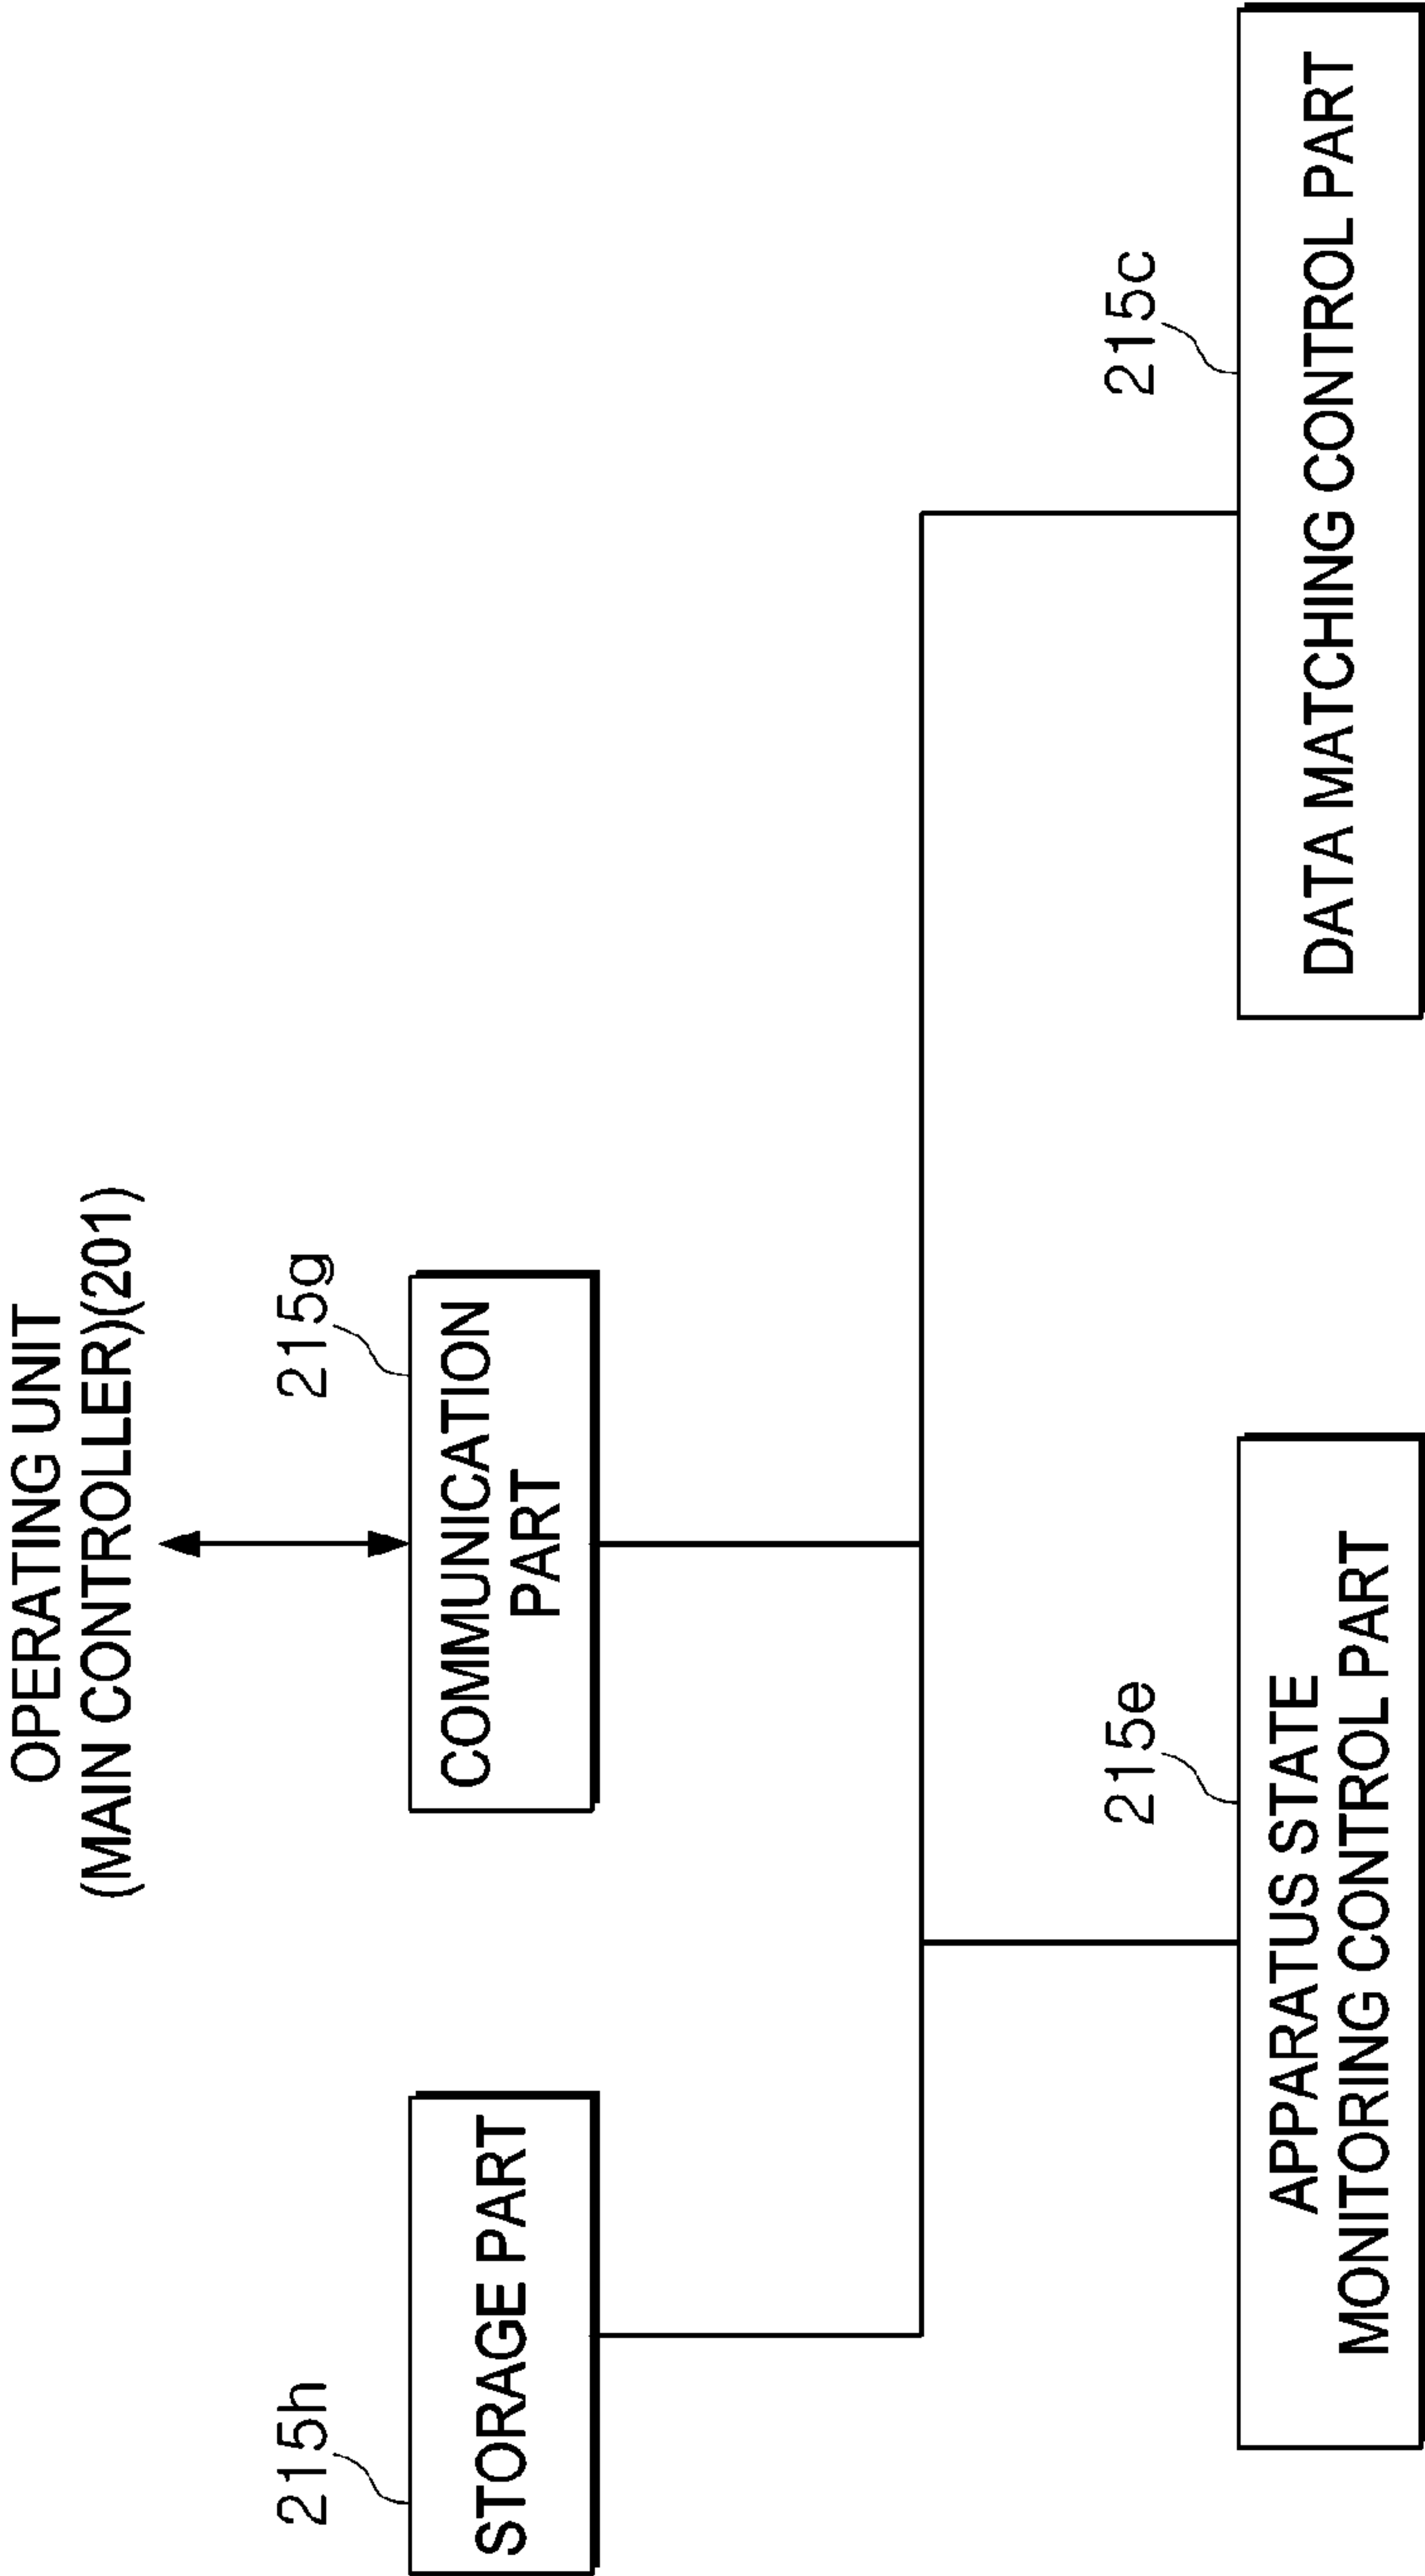 OPERATING UNIT
(MAIN CONTROLLER)(201)
215h
STORAGE PART
215g
COMMUNICATION
PART
215e
APPARATUS STATE
MONITORING CONTROL PART
215c
DATA MATCHING CONTROL PART